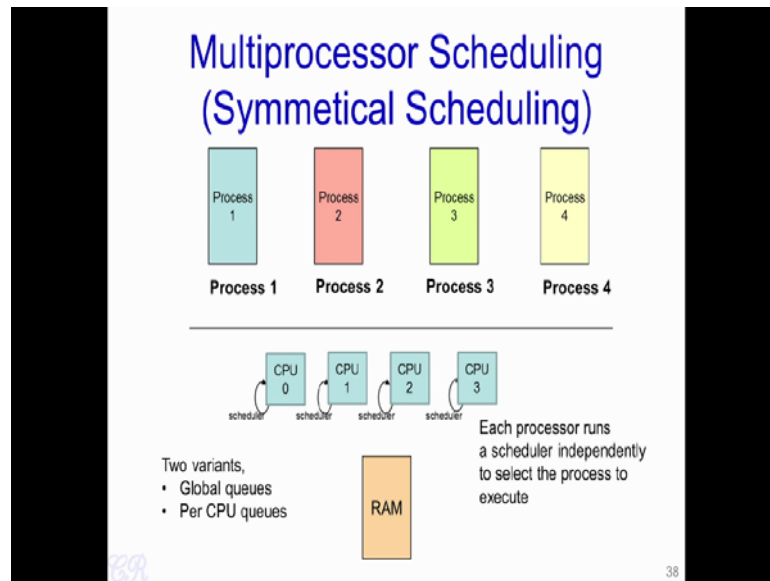 Multiprocessor Scheduling
(Symmetical Scheduling)
Process
1
Process
2
Process
3
Process
4
Process 1
Process 2
Process 3
Process 4
CPU
0
CPU
1
CPU
2
CPU
3
scheduler
scheduler
scheduler
scheduler
Each processor runs
a scheduler independently
to select the process to
execute
Two variants,
• Global queues
• Per CPU queues
RAM
CR
38